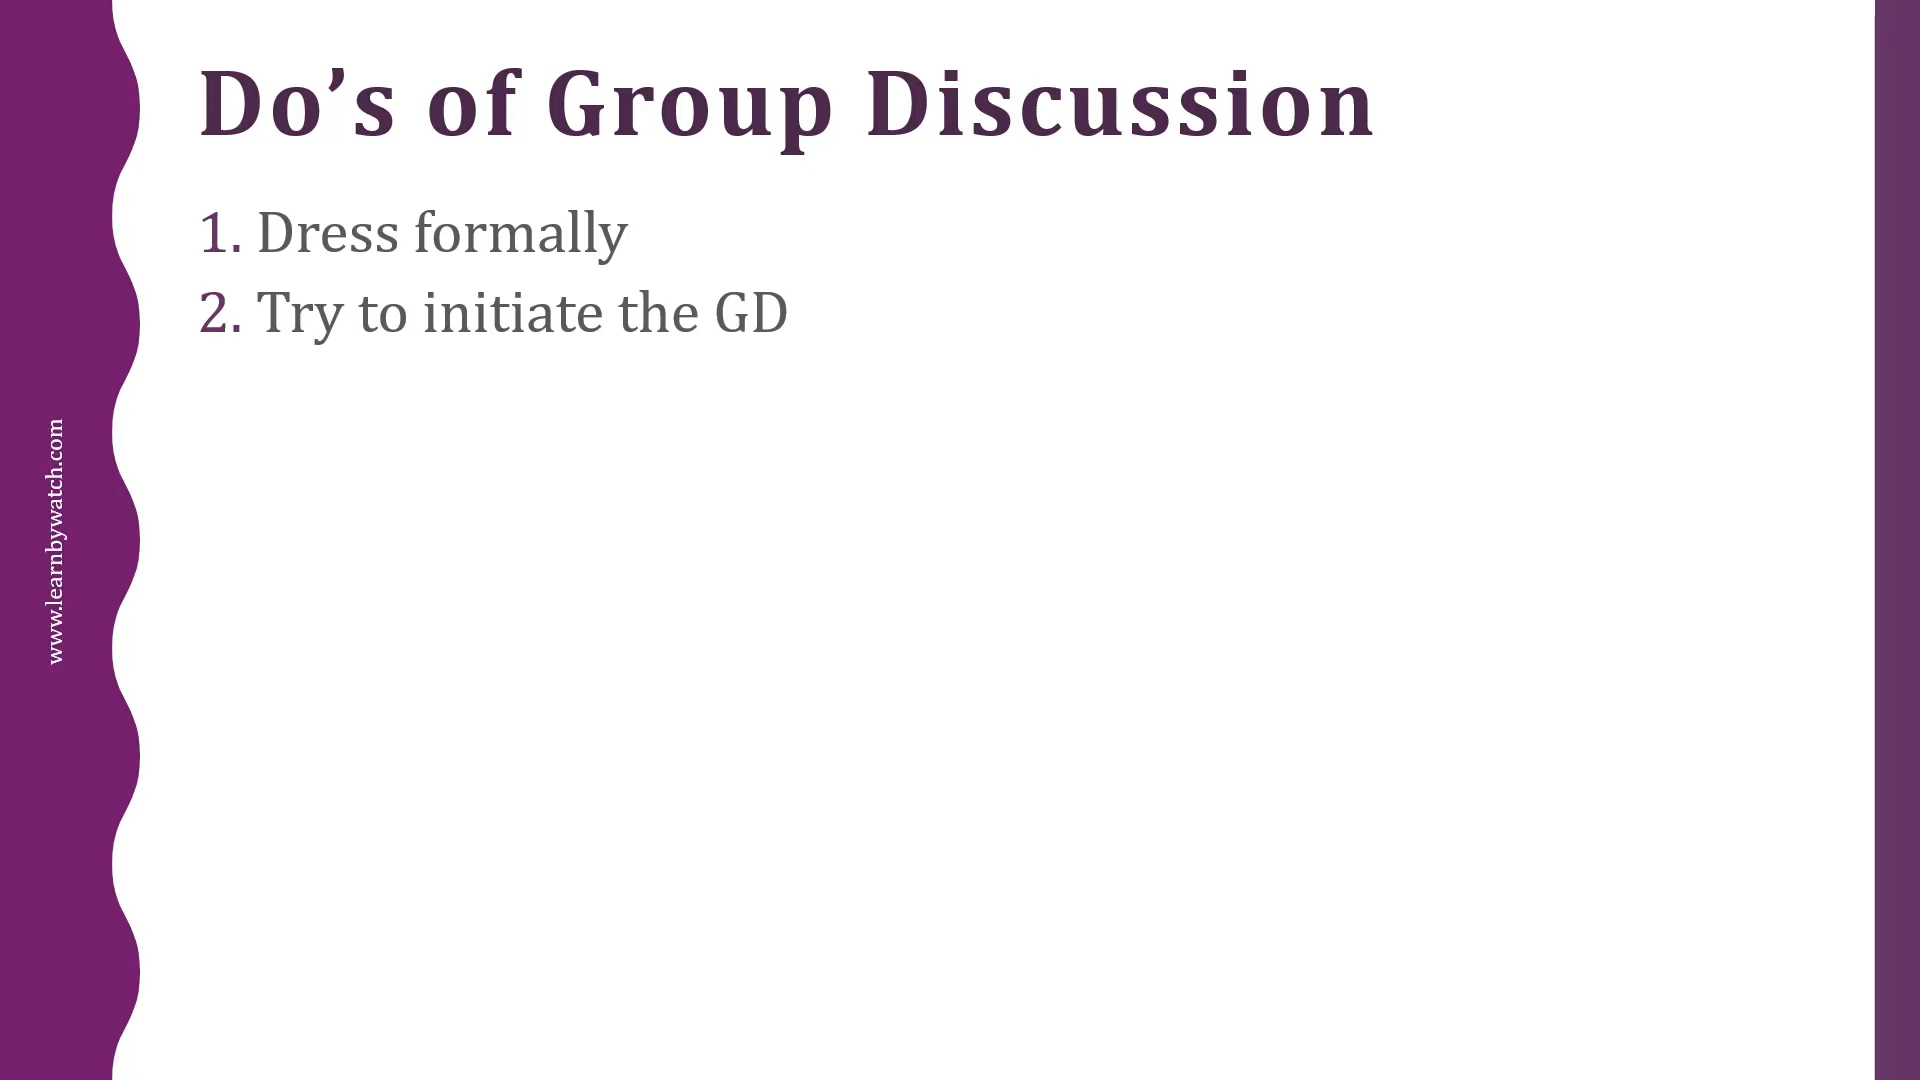 Do’s of Group Discussion
1. Dress formally
2. Try to initiate the GD
www.learnbywatch.com